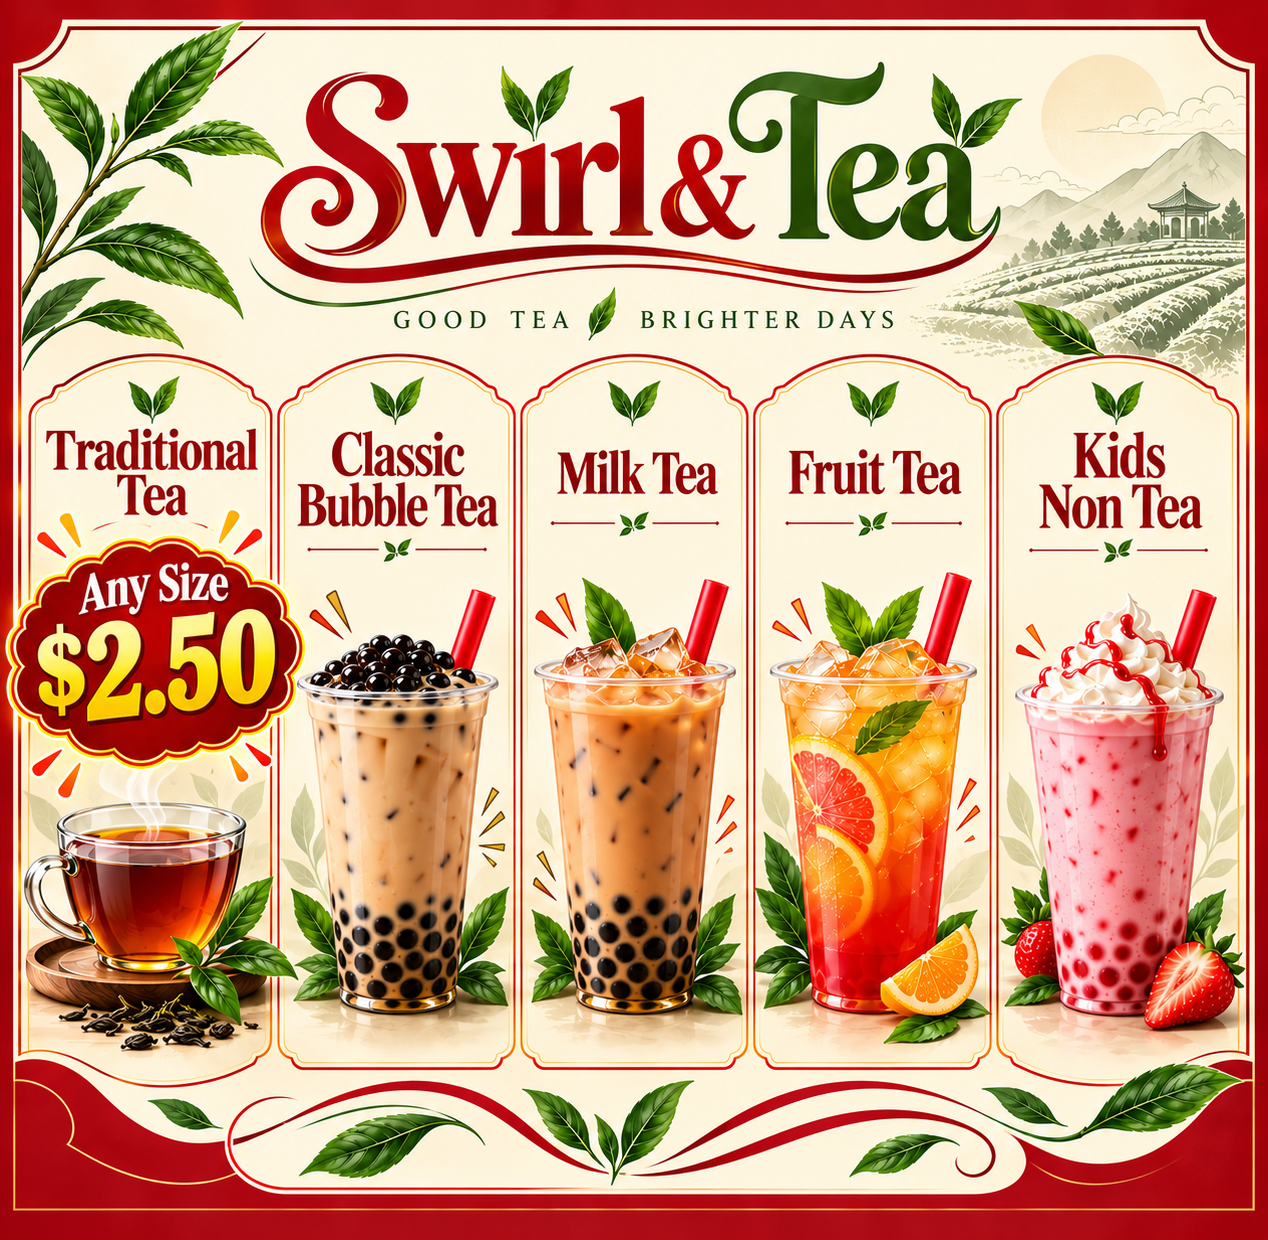 Swirl & Tea
GOOD TEA BRIGHTER DAYS
Traditional
Tea
Any Size
$2.50
Classic
Bubble Tea
Milk Tea
Fruit Tea
Kids
Non Tea